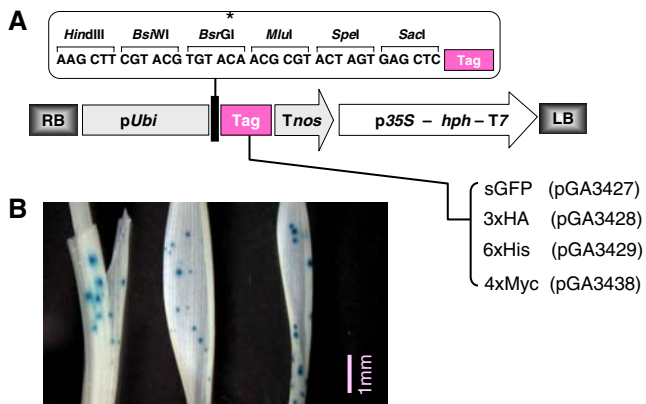 A
*
HindIII BsiWI BsrGI MluI SpeI SacI
AAG CTT CGT ACG TGT ACA ACG CGT ACT AGT GAG CTC Tag
RB pUbi Tag Tnos p35S – hph – T7 LB
sGFP (pGA3427)
3xHA (pGA3428)
6xHis (pGA3429)
4xMyc (pGA3438)
B
1mm